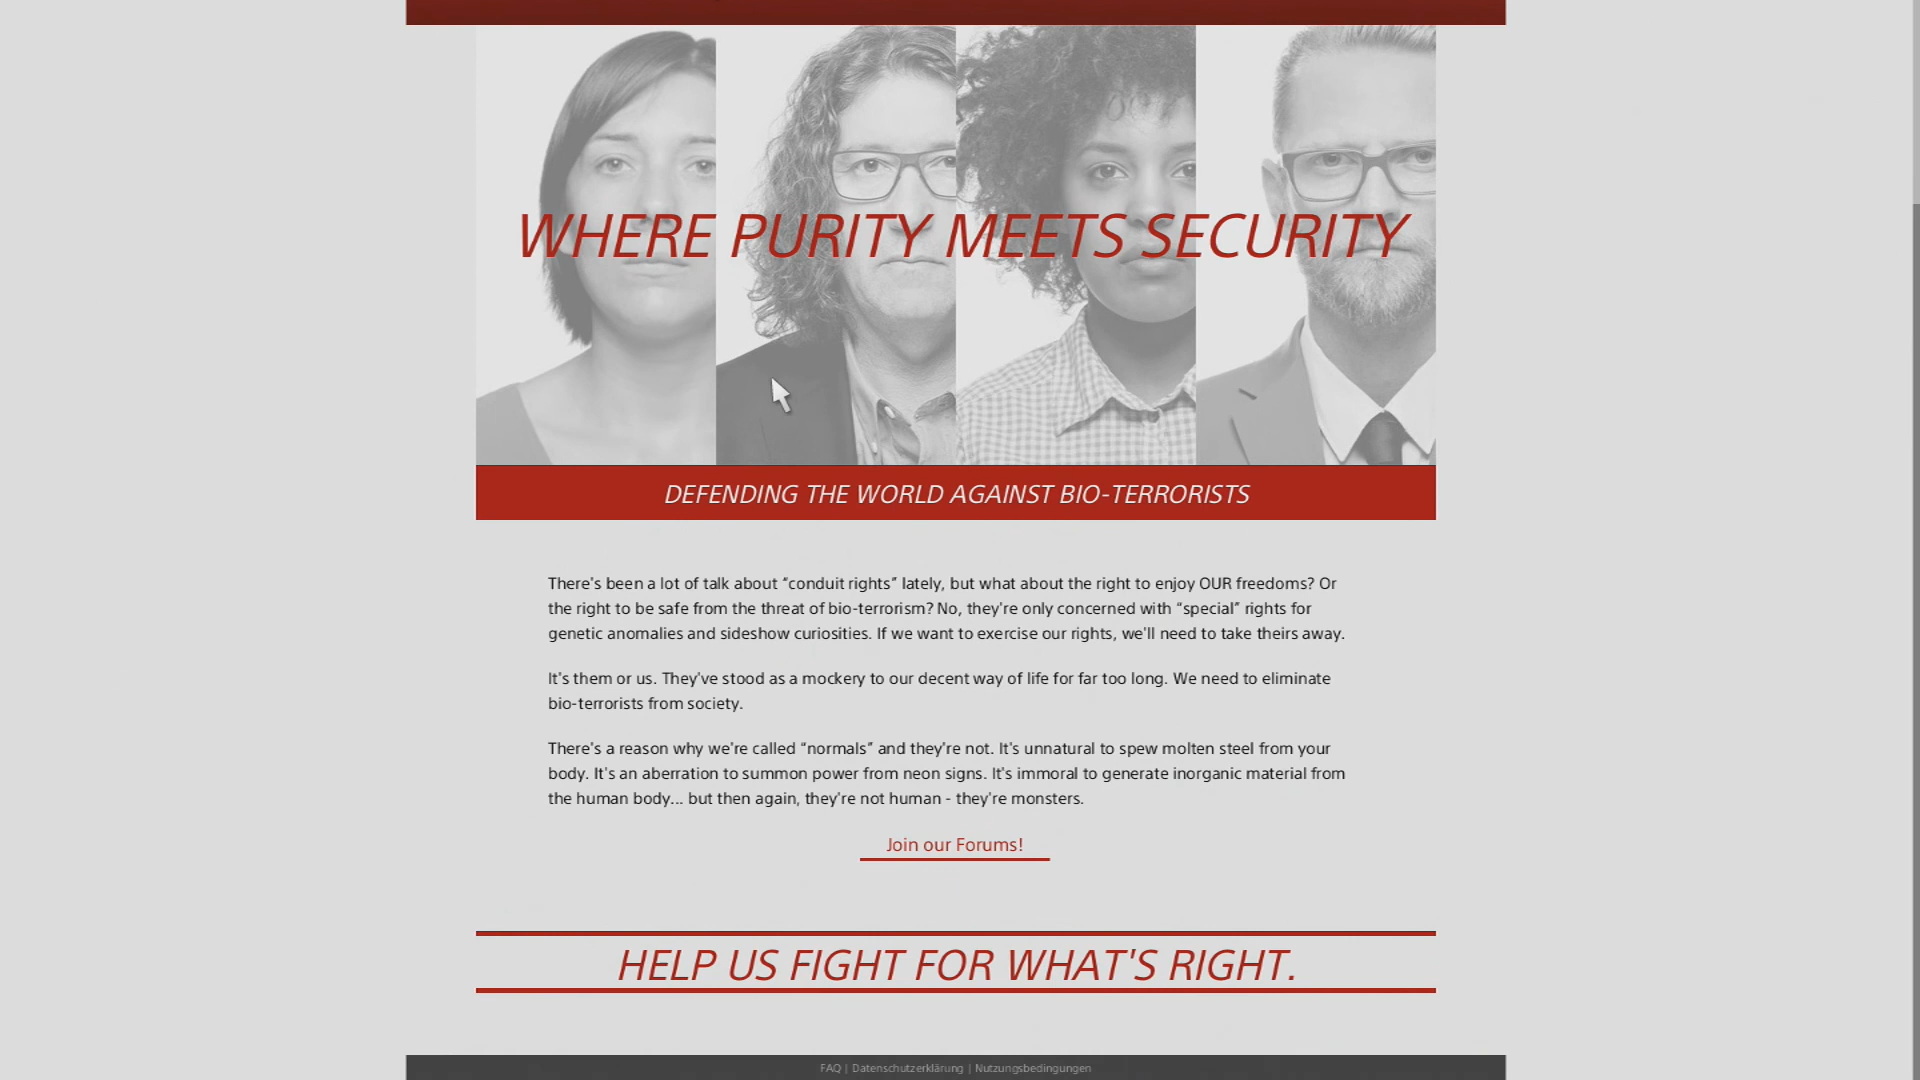 WHERE PURITY MEETS SECURITY
DEFENDING THE WORLD AGAINST BIO-TERRORISTS
There's been a lot of talk about “conduit rights” lately, but what about the right to enjoy OUR freedoms? Or
the right to be safe from the threat of bio-terrorism? No, they're only concerned with “special” rights for
genetic anomalies and sideshow curiosities. If we want to exercise our rights, we'll need to take theirs away.
It's them or us. They've stood as a mockery to our decent way of life for far too long. We need to eliminate
bio-terrorists from society.
There's a reason why we're called “normals” and they're not. It's unnatural to spew molten steel from your
body. It's an aberration to summon power from neon signs. It's immoral to generate inorganic material from
the human body... but then again, they're not human - they're monsters.
Join our Forums!
HELP US FIGHT FOR WHAT'S RIGHT.
FAQ | Datenschutzerklärung | Nutzungsbedingungen